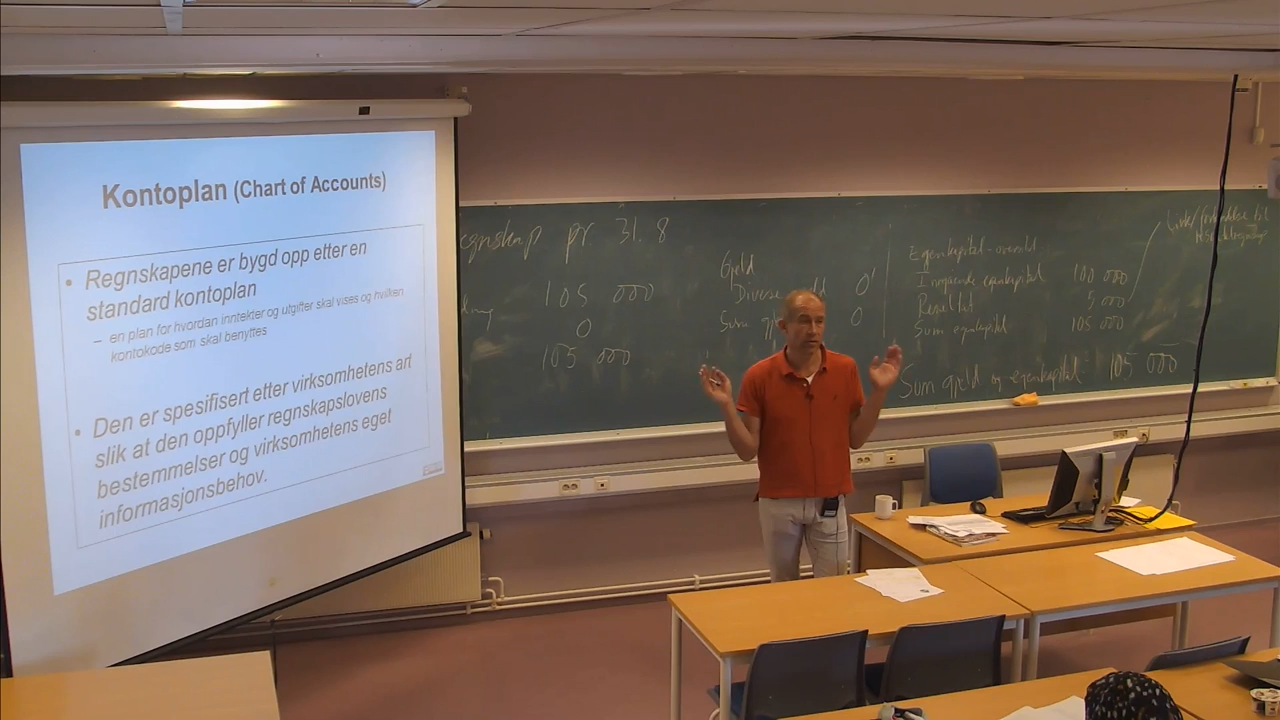 Kontoplan (Chart of Accounts)
• Regnskapene er bygd opp etter en
standard kontoplan
– en plan for hvordan inntekter og utgifter skal vises og hvilken
kontokode som skal benyttes
• Den er spesifisert etter virksomhetens art
slik at den oppfyller regnskapslovens
bestemmelser og virksomhetens eget
informasjonsbehov.
pr. 31.8
105 000
0
105 000
Gjeld
Diverse 0
Sum 0
Egenkapital-oversikt
Inngående egenkapital 100 000
Resultat 5 000
Sum egenkapital 105 000
Sum gjeld og egenkapital 105 000